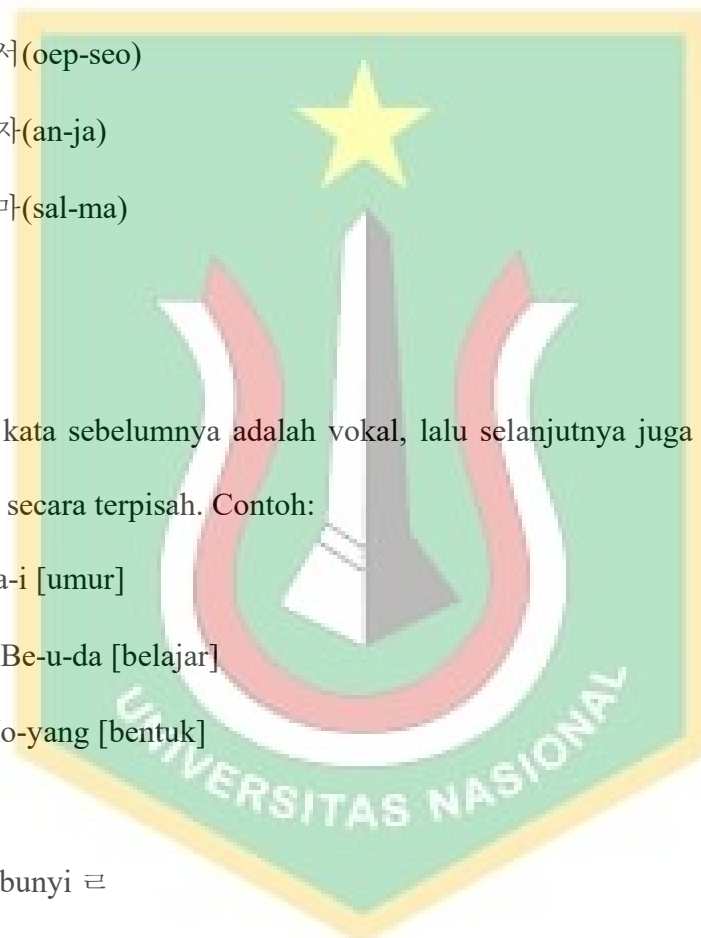 (oep-seo)
자(an-ja)
마(sal-ma)
kata sebelumnya adalah vokal, lalu selanjutnya juga
secara terpisah. Contoh:
a-i [umur]
Be-u-da [belajar]
o-yang [bentuk]
UNIVERSITAS NASIONAL
bunyi ㄹ